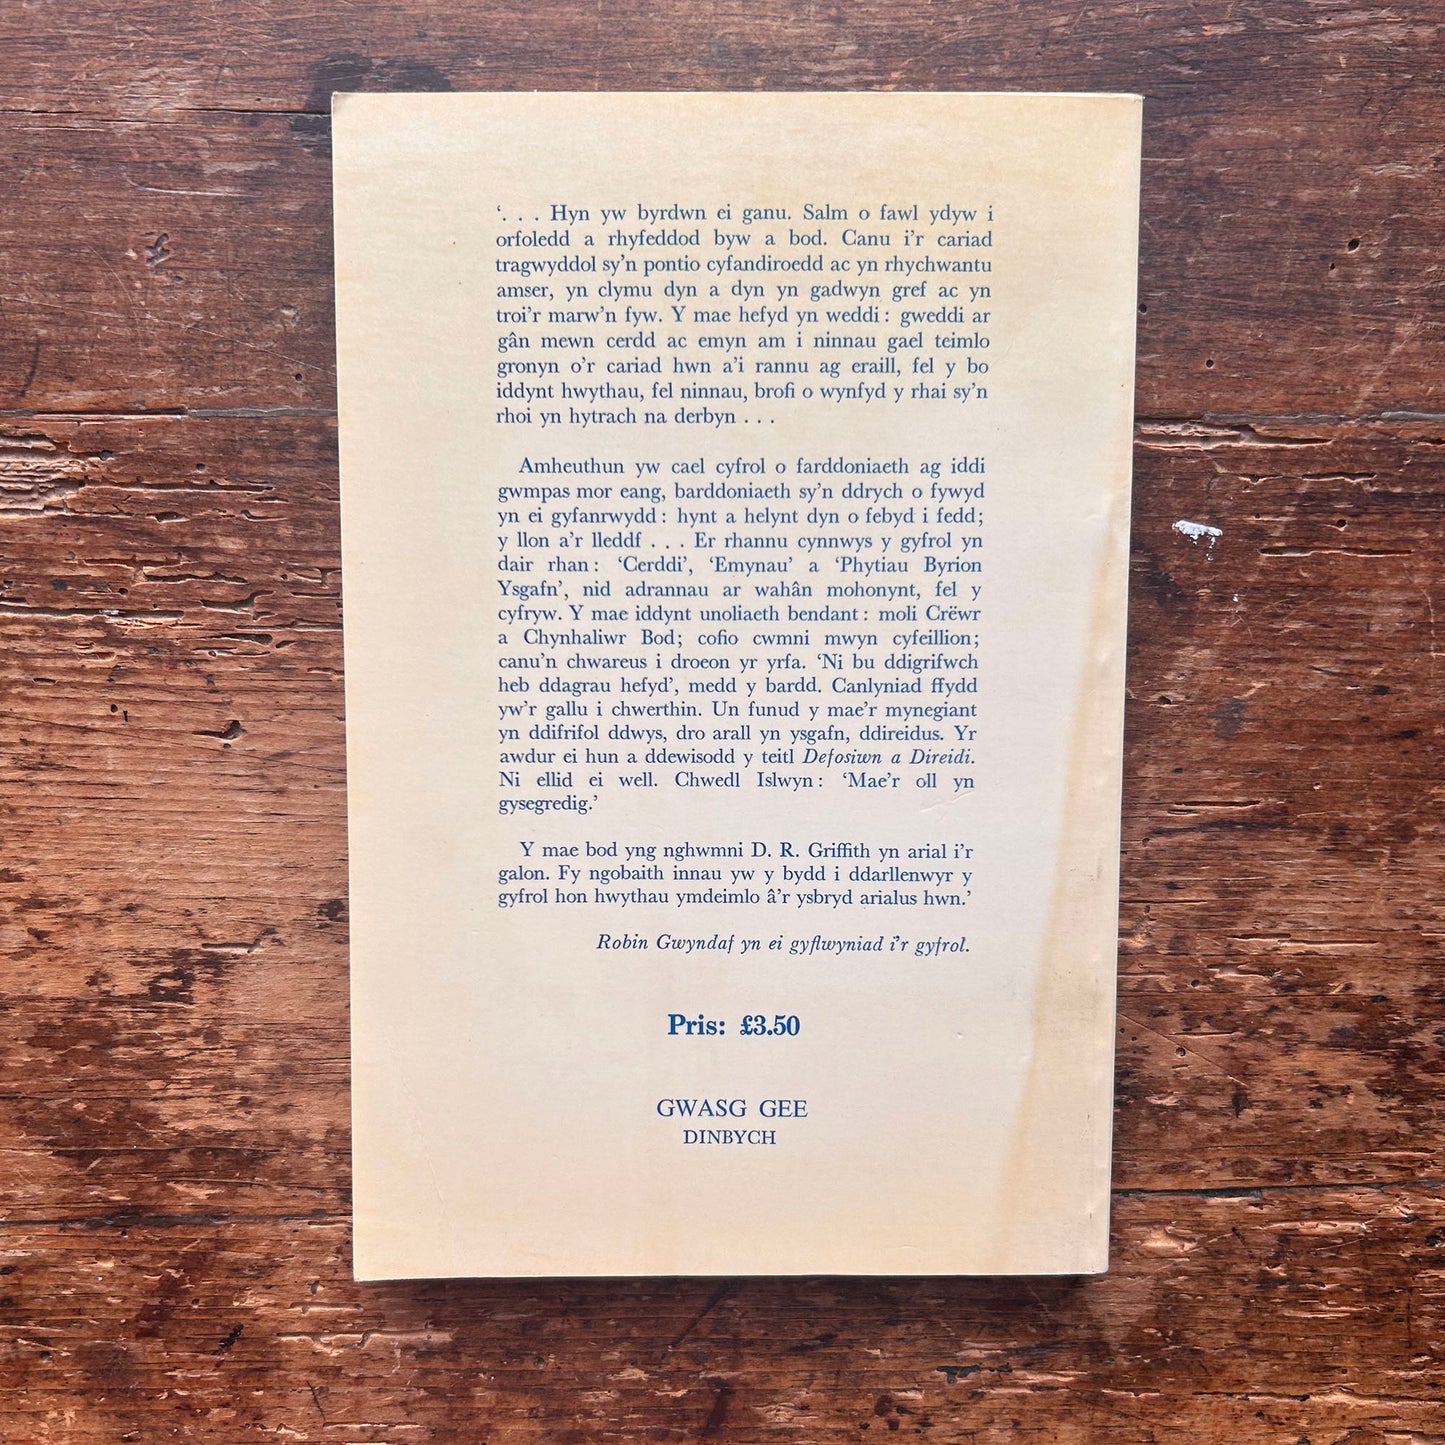 ‘. . . Hyn yw byrdwn ei ganu. Salm o fawl ydyw i
orfoledd a rhyfeddod byw a bod. Canu i’r cariad
tragwyddol sy’n pontio cyfandiroedd ac yn rhychwantu
amser, yn clymu dyn a dyn yn gadwyn gref ac yn
troi’r marw’n fyw. Y mae hefyd yn weddi : gweddi ar
gân mewn cerdd ac emyn am i ninnau gael teimlo
gronyn o’r cariad hwn a’i rannu ag eraill, fel y bo
iddynt hwythau, fel ninnau, brofi o wynfyd y rhai sy’n
rhoi yn hytrach na derbyn . . .
Amheuthun yw cael cyfrol o farddoniaeth ag iddi
gwmpas mor eang, barddoniaeth sy’n ddrych o fywyd
yn ei gyfanrwydd : hynt a helynt dyn o febyd i fedd;
y llon a’r lleddf . . . Er rhannu cynnwys y gyfrol yn
dair rhan : ‘Cerddi’, ‘Emynau’ a ‘Phytiau Byrion
Ysgafn’, nid adrannau ar wahân mohonynt, fel y
cyfryw. Y mae iddynt unoliaeth bendant : moli Crëwr
a Chynhaliwr Bod; cofio cwmni mwyn cyfeillion;
canu’n chwareus i droeon yr yrfa. ‘Ni bu ddigrifwch
heb ddagrau hefyd’, medd y bardd. Canlyniad ffydd
yw’r gallu i chwerthin. Un funud y mae’r mynegiant
yn ddifrifol ddwys, dro arall yn ysgafn, ddireidus. Yr
awdur ei hun a ddewisodd y teitl Defosiwn a Direidi.
Ni ellid ei well. Chwedl Islwyn : ‘Mae’r oll yn
gysegredig.’
Y mae bod yng nghwmni D. R. Griffith yn arial i’r
galon. Fy ngobaith innau yw y bydd i ddarllenwyr y
gyfrol hon hwythau ymdeimlo â’r ysbryd arialus hwn.’
Robin Gwyndaf yn ei gyflwyniad i’r gyfrol.
Pris: £3.50
GWASG GEE
DINBYCH